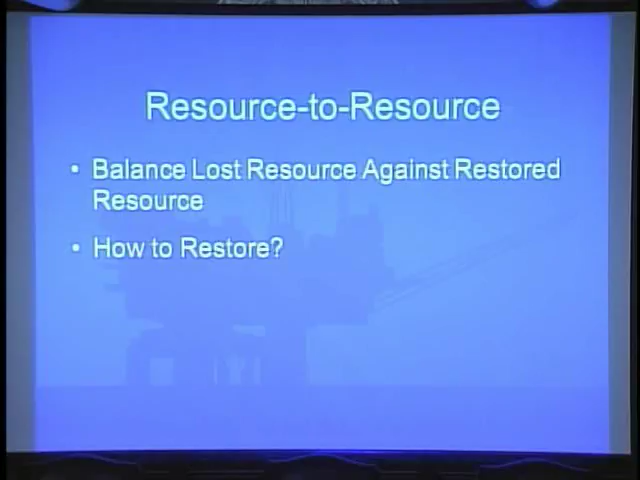 Resource-to-Resource
• Balance Lost Resource Against Restored
Resource
• How to Restore?